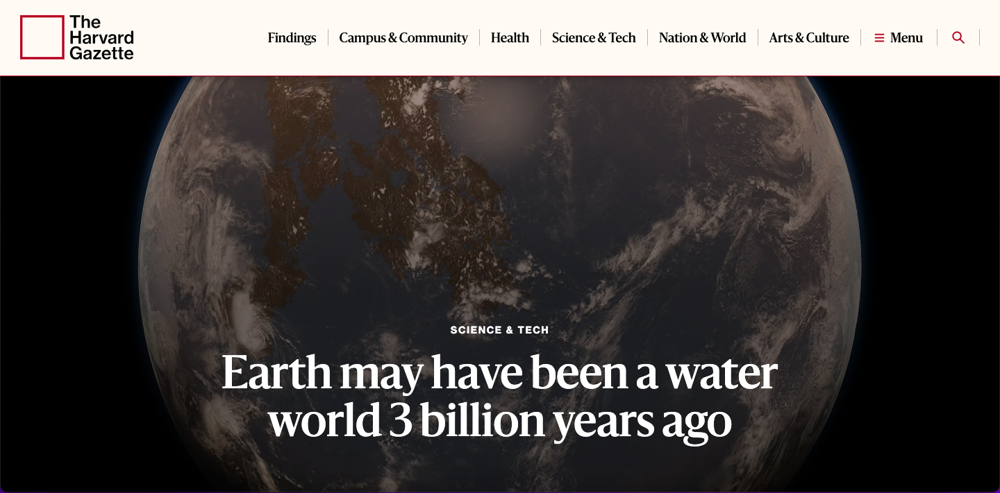 The
Harvard
Gazette
Findings
Campus & Community
Health
Science & Tech
Nation & World
Arts & Culture
Menu
SCIENCE & TECH
Earth may have been a water
world 3 billion years ago